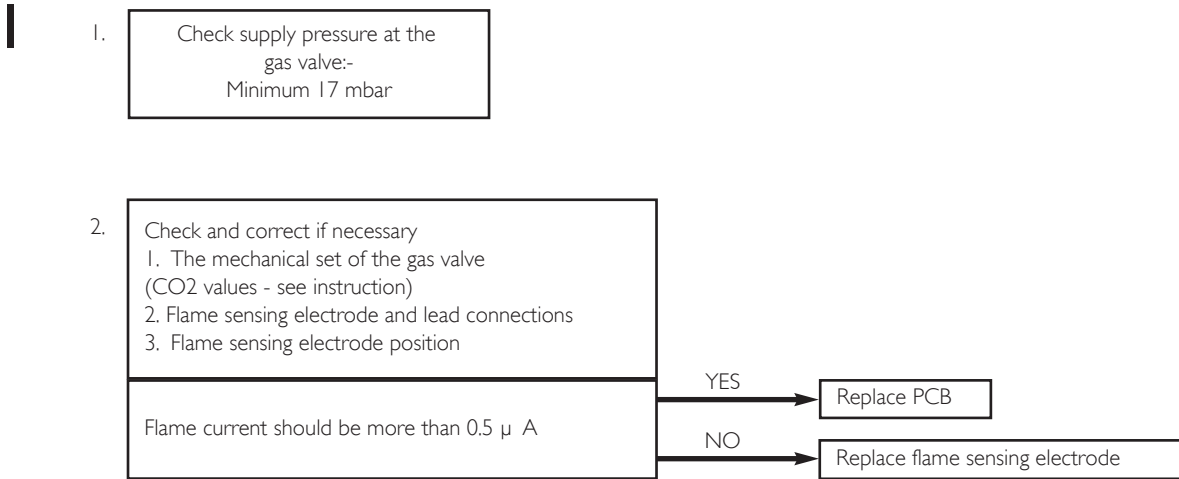 1.
Check supply pressure at the
gas valve:-
Minimum 17 mbar
2.
Check and correct if necessary
1. The mechanical set of the gas valve
(CO2 values - see instruction)
2. Flame sensing electrode and lead connections
3. Flame sensing electrode position
Flame current should be more than 0.5 μ A
YES
Replace PCB
NO
Replace flame sensing electrode